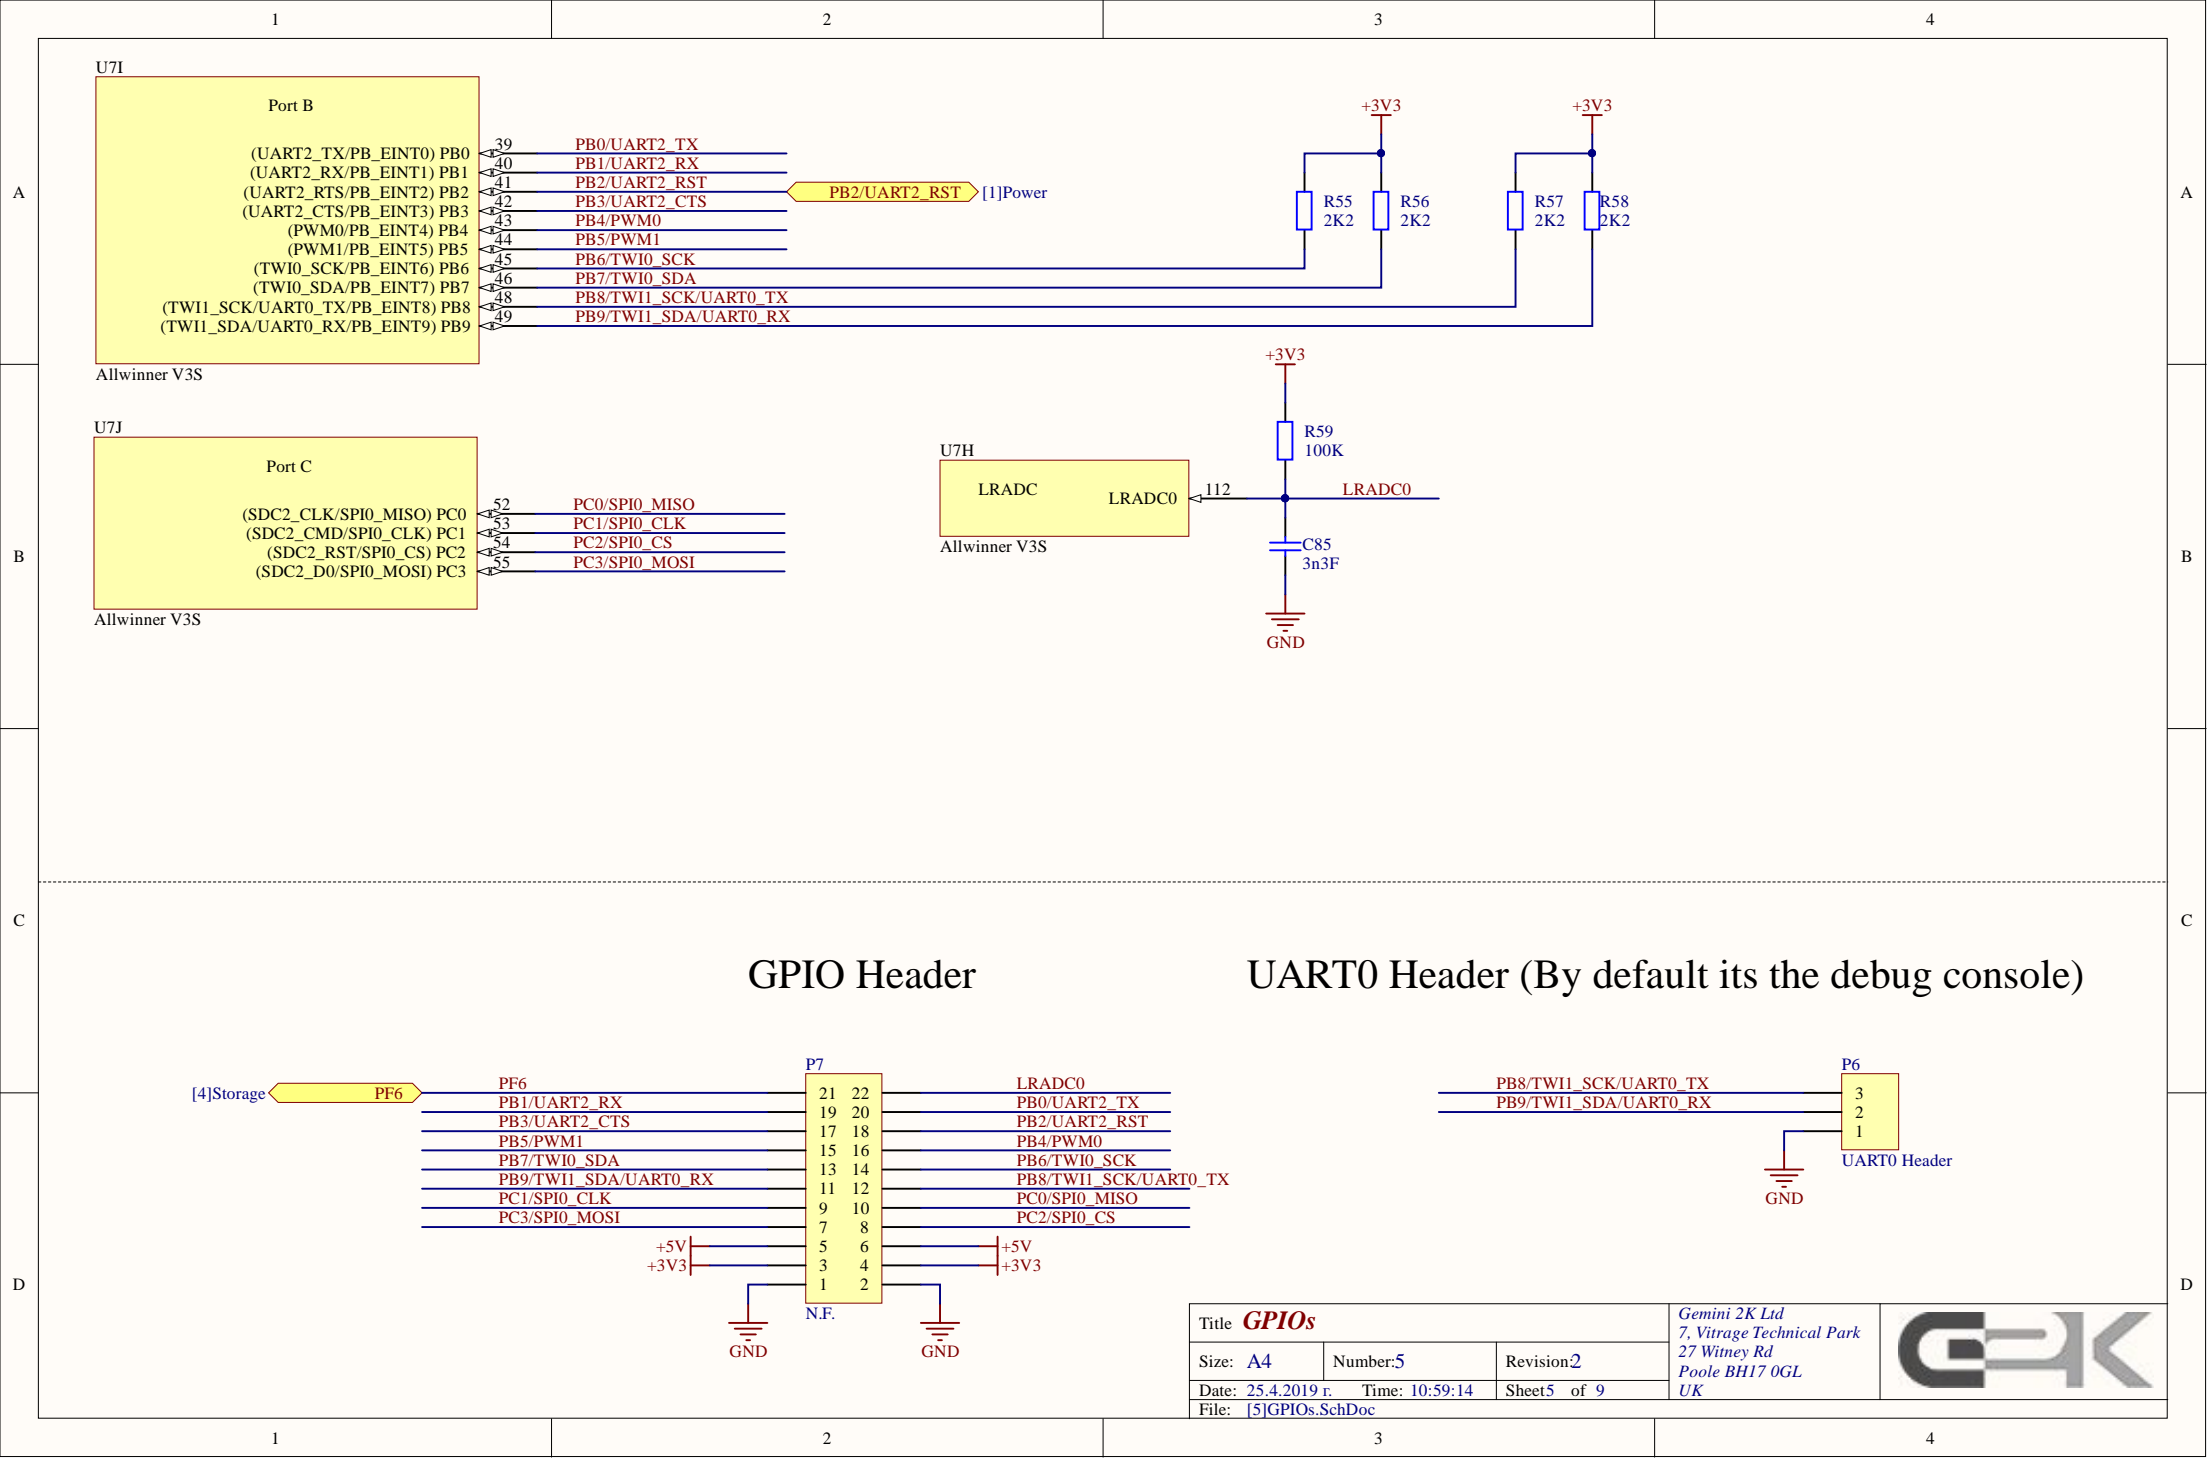 1 2 3 4
A A
B B
C C
D D
U7I
Port B
(UART2_TX/PB_EINT0) PB0 39 PB0/UART2_TX
(UART2_RX/PB_EINT1) PB1 40 PB1/UART2_RX
(UART2_RTS/PB_EINT2) PB2 41 PB2/UART2_RST PB2/UART2_RST [1]Power
(UART2_CTS/PB_EINT3) PB3 42 PB3/UART2_CTS
(PWM0/PB_EINT4) PB4 43 PB4/PWM0
(PWM1/PB_EINT5) PB5 44 PB5/PWM1
(TWI0_SCK/PB_EINT6) PB6 45 PB6/TWI0_SCK
(TWI0_SDA/PB_EINT7) PB7 46 PB7/TWI0_SDA
(TWI1_SCK/UART0_TX/PB_EINT8) PB8 48 PB8/TWI1_SCK/UART0_TX
(TWI1_SDA/UART0_RX/PB_EINT9) PB9 49 PB9/TWI1_SDA/UART0_RX
Allwinner V3S
+3V3 +3V3
R55 R56 R57 R58
2K2 2K2 2K2 2K2
U7J
Port C
(SDC2_CLK/SPI0_MISO) PC0 52 PC0/SPI0_MISO
(SDC2_CMD/SPI0_CLK) PC1 53 PC1/SPI0_CLK
(SDC2_RST/SPI0_CS) PC2 54 PC2/SPI0_CS
(SDC2_D0/SPI0_MOSI) PC3 55 PC3/SPI0_MOSI
Allwinner V3S
+3V3
R59
100K
U7H
LRADC LRADC0 112 LRADC0
Allwinner V3S
C85
3n3F
GND
GPIO Header
UART0 Header (By default its the debug console)
P7
[4]Storage PF6 PF6 21 22 LRADC0
PB1/UART2_RX 19 20 PB0/UART2_TX
PB3/UART2_CTS 17 18 PB2/UART2_RST
PB5/PWM1 15 16 PB4/PWM0
PB7/TWI0_SDA 13 14 PB6/TWI0_SCK
PB9/TWI1_SDA/UART0_RX 11 12 PB8/TWI1_SCK/UART0_TX
PC1/SPI0_CLK 9 10 PC0/SPI0_MISO
PC3/SPI0_MOSI 7 8 PC2/SPI0_CS
+5V 5 6 +5V
+3V3 3 4 +3V3
1 2
N.F.
GND GND
P6
PB8/TWI1_SCK/UART0_TX 3
PB9/TWI1_SDA/UART0_RX 2
1
UART0 Header
GND
Title GPIOs
Size: A4 Number:5 Revision:2
Date: 25.4.2019 г. Time: 10:59:14 Sheet5 of 9
File: [5]GPIOs.SchDoc
Gemini 2K Ltd
7, Vitrage Technical Park
27 Witney Rd
Poole BH17 0GL
UK
G2K
1 2 3 4